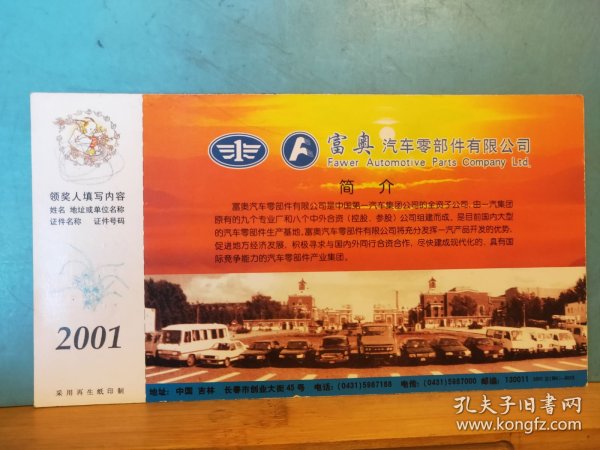 富奥 汽车零部件有限公司
Fawer Automotive Parts Company Ltd.
简 介
富奥汽车零部件有限公司是中国第一汽车集团公司的全资子公司，由一汽集团
原有的九个专业厂和八个中外合资（控股、参股）公司组建而成，是目前国内大型
的汽车零部件生产基地。富奥汽车零部件有限公司将充分发挥一汽产品开发的优势，
促进地方经济发展，积极寻求与国内外同行合资合作，尽快建成现代化的、具有国
际竞争能力的汽车零部件产业集团。
领奖人填写内容
姓名 地址或单位名称
证件名称 证件号码
2001
采用再生纸印制
地址：中国 吉林 长春市创业大街45号 电话：(0431)5987168 电传：(0431)5987000 邮编：130011
孔夫子旧书网
www.kongfz.com